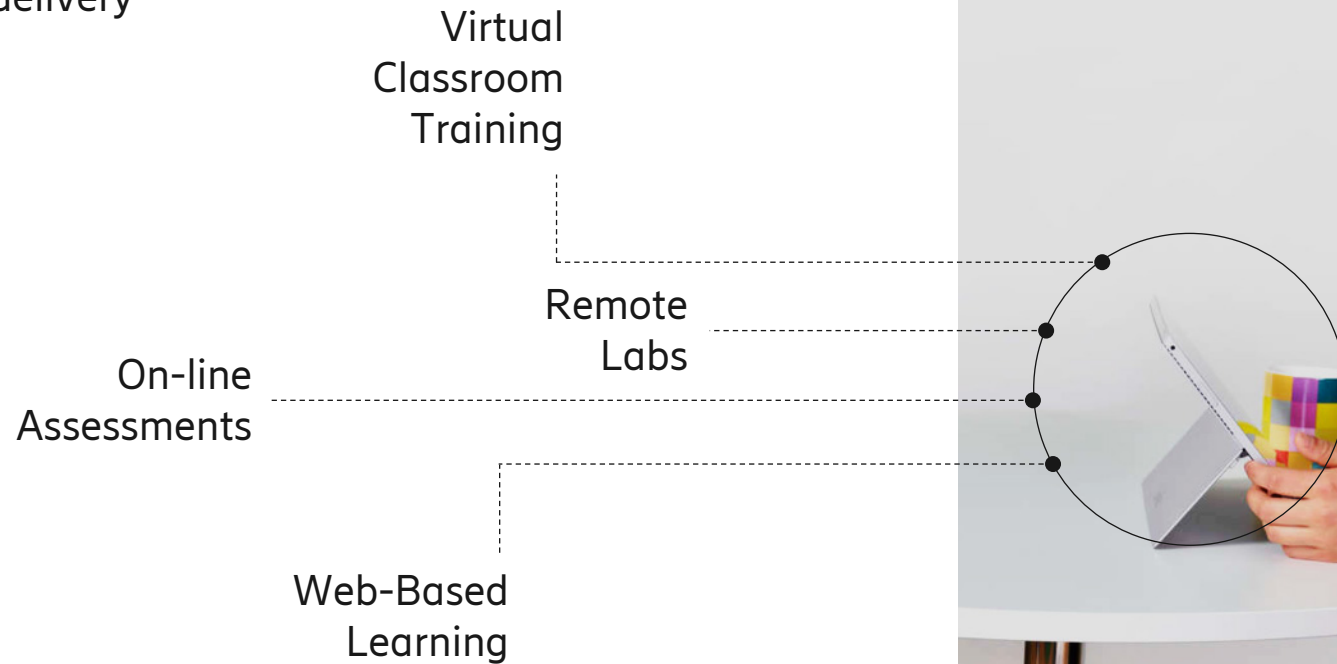 delivery
Virtual
Classroom
Training
Remote
Labs
On-line
Assessments
Web-Based
Learning